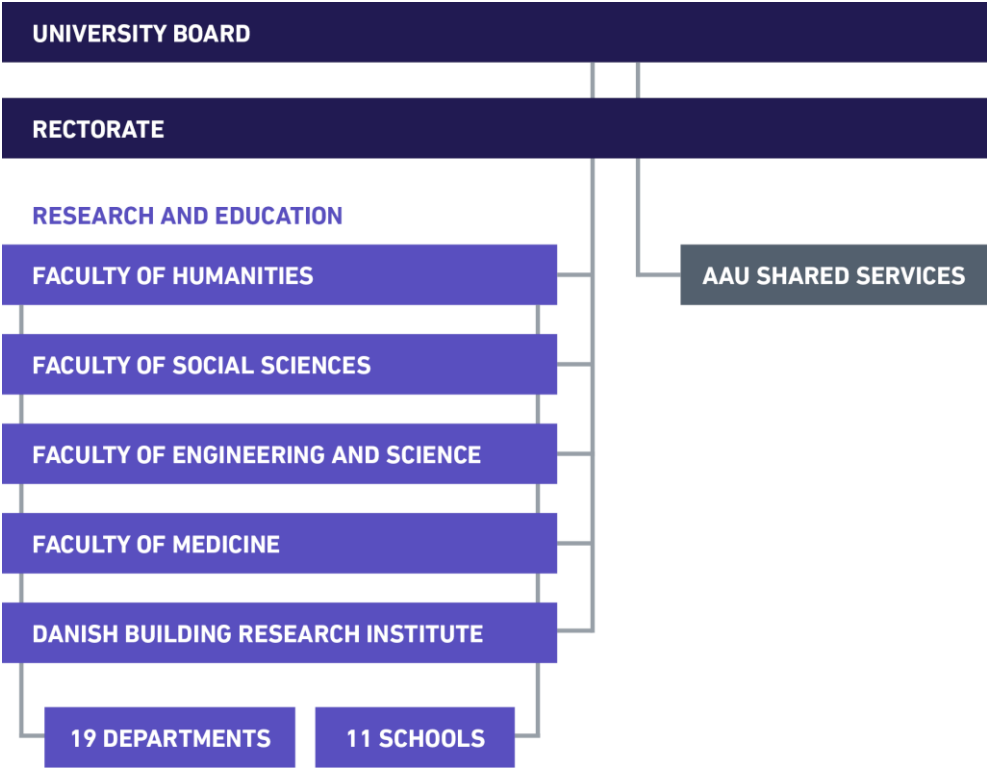 UNIVERSITY BOARD
RECTORATE
RESEARCH AND EDUCATION
FACULTY OF HUMANITIES
AAU SHARED SERVICES
FACULTY OF SOCIAL SCIENCES
FACULTY OF ENGINEERING AND SCIENCE
FACULTY OF MEDICINE
DANISH BUILDING RESEARCH INSTITUTE
19 DEPARTMENTS
11 SCHOOLS